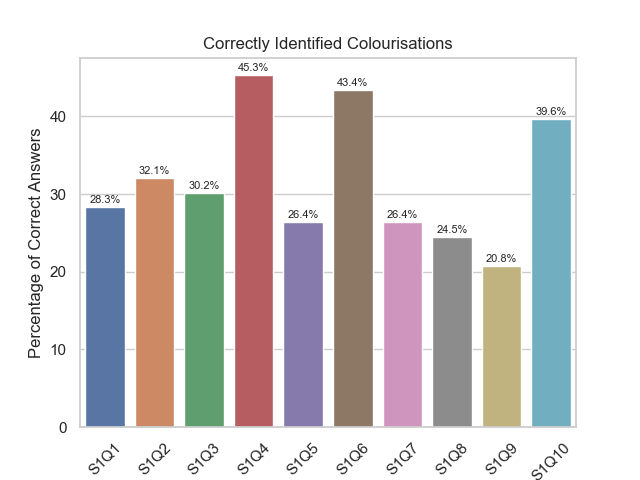 Correctly Identified Colourisations
Percentage of Correct Answers
40
30
20
10
0
28.3%
32.1%
30.2%
45.3%
26.4%
43.4%
26.4%
24.5%
20.8%
39.6%
S1Q1
S1Q2
S1Q3
S1Q4
S1Q5
S1Q6
S1Q7
S1Q8
S1Q9
S1Q10